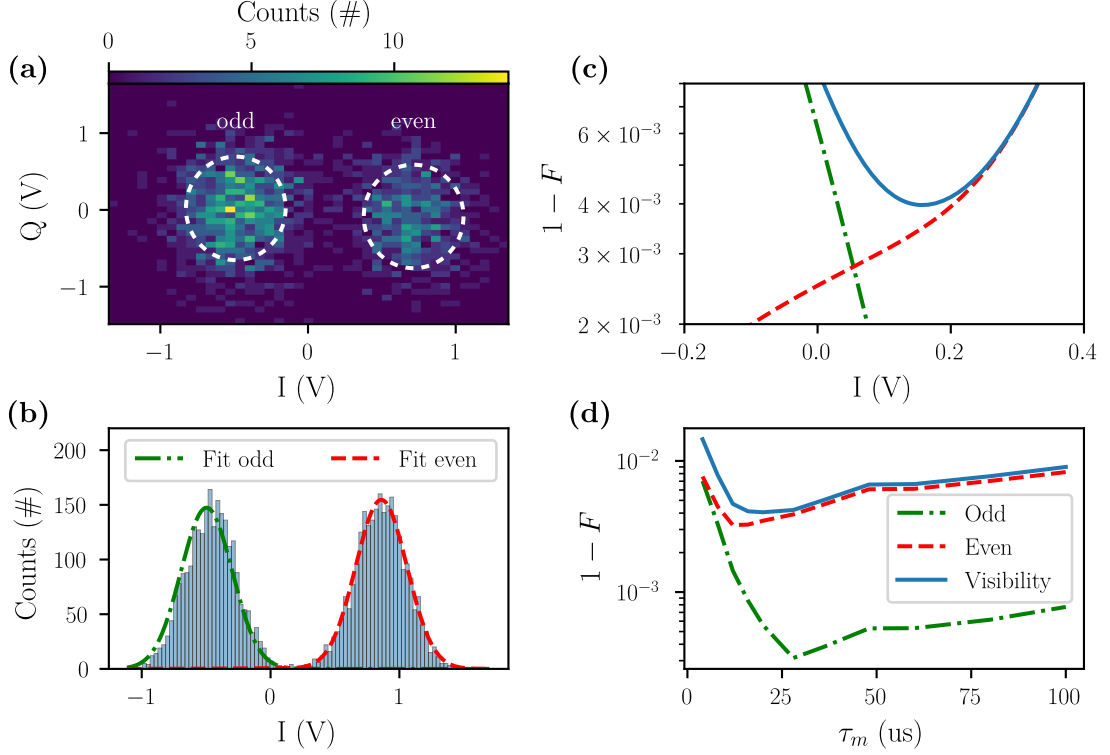 Counts (#)
0 5 10
(a)
odd even
Q (V)
1
0
−1
−1 0 1
I (V)
(c)
1 − F
6 × 10⁻³
4 × 10⁻³
3 × 10⁻³
2 × 10⁻³
−0.2 0.0 0.2 0.4
I (V)
(b)
Fit odd Fit even
Counts (#)
200
150
100
50
0
−1 0 1
I (V)
(d)
1 − F
10⁻²
10⁻³
Odd
Even
Visibility
0 25 50 75 100
τₘ (us)